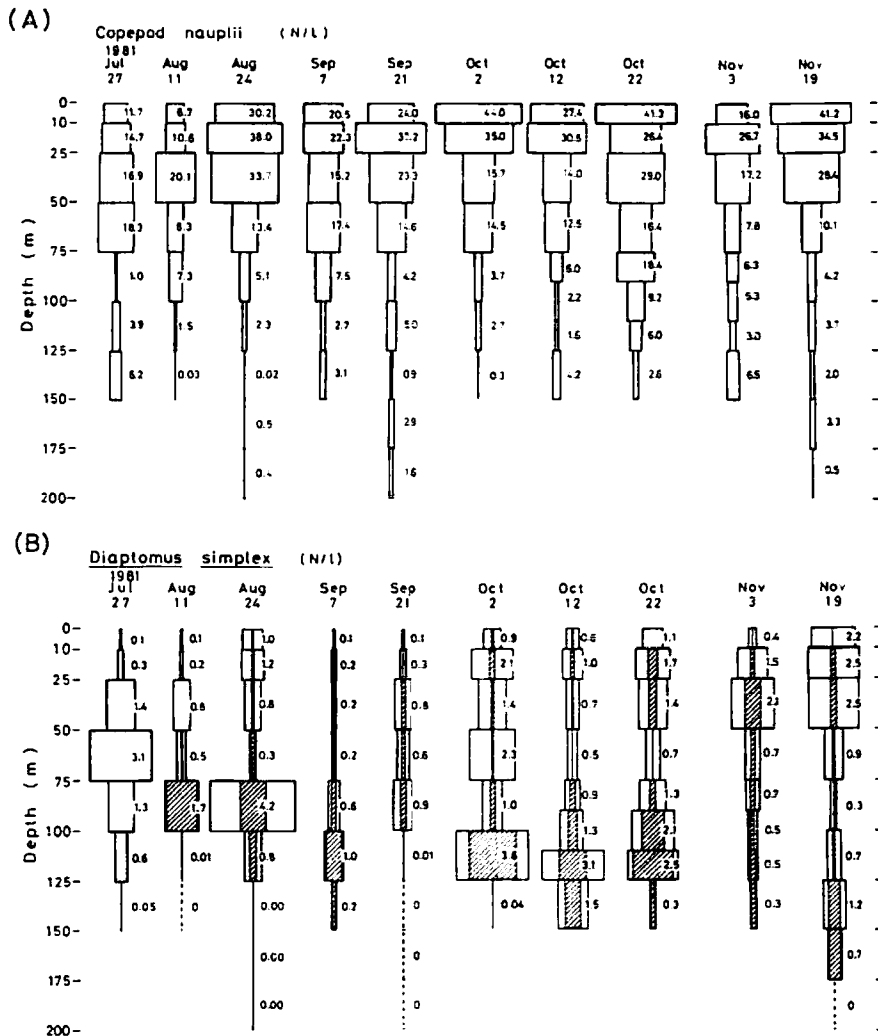 (A)
Copepod nauplii (N/L)
1981
Jul Aug Aug Sep Sep Oct Oct Oct Nov Nov
27 11 24 7 21 2 12 22 3 19
0
11.7 6.7 30.2 20.5 24.0 44.0 27.4 41.3 16.0 41.2
10
14.7 10.6 38.0 22.3 35.0 30.5 26.4 26.7 34.5
25
16.9 20.1 33.7 15.2 23.3 15.7 14.0 29.0 17.2 28.4
50
18.3 8.3 13.4 17.4 14.6 14.5 12.5 16.4 7.8 10.1
75
7.3 5.1 7.5 4.2 3.7 6.0 18.4 6.3 4.2
100
3.9 1.5 2.3 2.7 5.0 2.7 2.2 9.2 5.3 3.7
1.6 6.0 3.0
125
6.2 0.03 0.02 3.1 0.9 0.3 4.2 2.6 6.5 2.0
150
0.5 2.9 3.3
175
0.4 1.6 0.5
200
Depth (m)
(B)
Diaptomus simplex (N/L)
1981
Jul Aug Aug Sep Sep Oct Oct Oct Nov Nov
27 11 24 7 21 2 12 22 3 19
0
0.1 0.1 1.0 0.1 0.1 0.9 0.6 1.1 0.4 2.2
10
0.3 0.2 1.2 0.2 0.3 2.1 1.0 1.7 1.5 2.5
25
1.4 0.8 0.8 0.2 0.8 1.4 0.7 1.4 2.5
50
3.1 0.5 0.3 0.2 0.6 2.3 0.5 0.7 0.7 0.9
75
1.3 1.7 4.2 0.6 0.9 1.0 0.9 1.3 0.7 0.3
1.3 0.5
100
0.6 0.01 0.8 1.0 0.01 3.6 3.1 2.5 0.5 0.7
125
0.05 0 0.00 0.2 0 0.04 1.5 0.3 0.3 1.2
150
0.00 0 0.7
175
0.00 0 0
200
Depth (m)